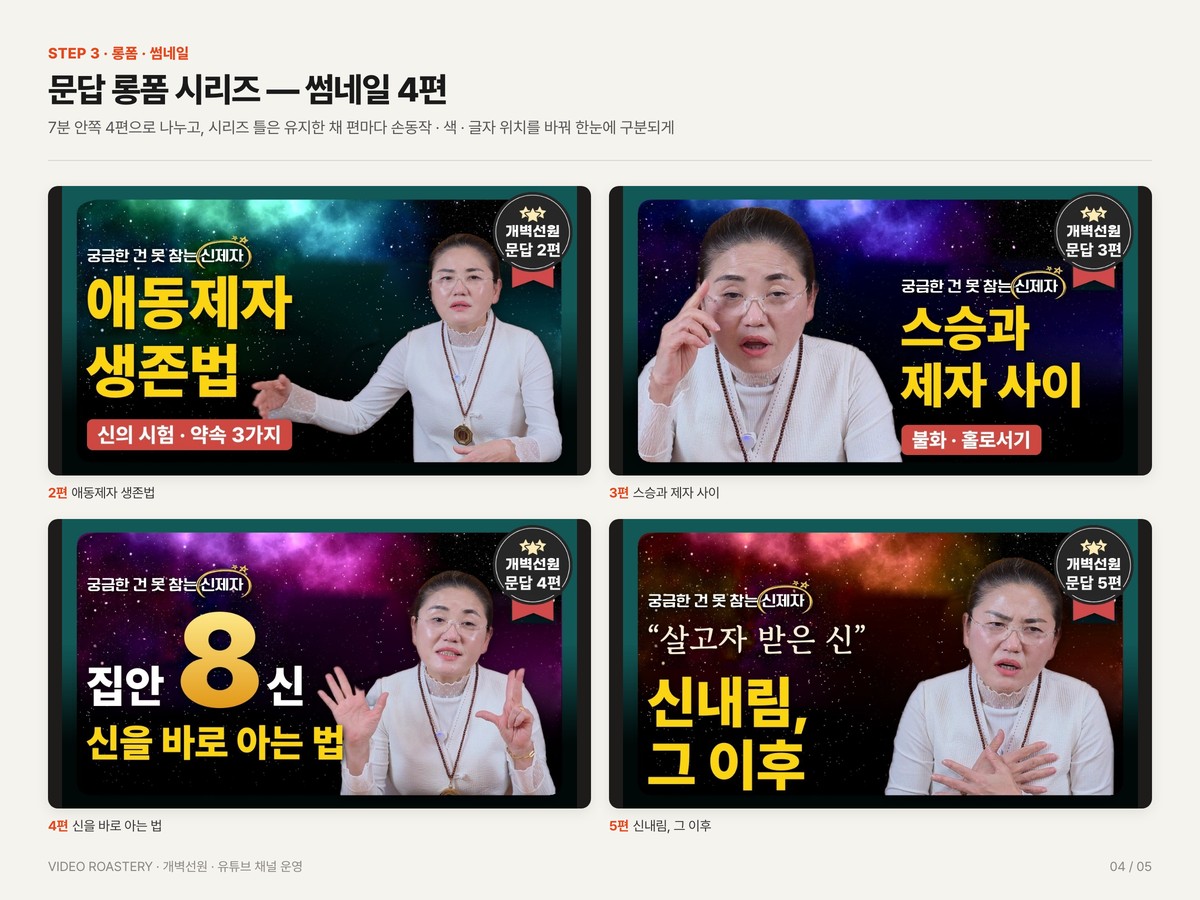 STEP 3 · 롱폼 · 썸네일
문답 롱폼 시리즈 — 썸네일 4편
7분 안쪽 4편으로 나누고, 시리즈 틀은 유지한 채 편마다 손동작 · 색 · 글자 위치를 바꿔 한눈에 구분되게
개벽선원
문답 2편
궁금한 건 못 참는 신제자
애동제자
생존법
신의 시험 · 약속 3가지
2편 애동제자 생존법
개벽선원
문답 3편
궁금한 건 못 참는 신제자
스승과
제자 사이
불화 · 홀로서기
3편 스승과 제자 사이
개벽선원
문답 4편
궁금한 건 못 참는 신제자
집안 8신
신을 바로 아는 법
4편 신을 바로 아는 법
개벽선원
문답 5편
궁금한 건 못 참는 신제자
“살고자 받은 신”
신내림,
그 이후
5편 신내림, 그 이후
VIDEO ROASTERY · 개벽선원 · 유튜브 채널 운영
04 / 05